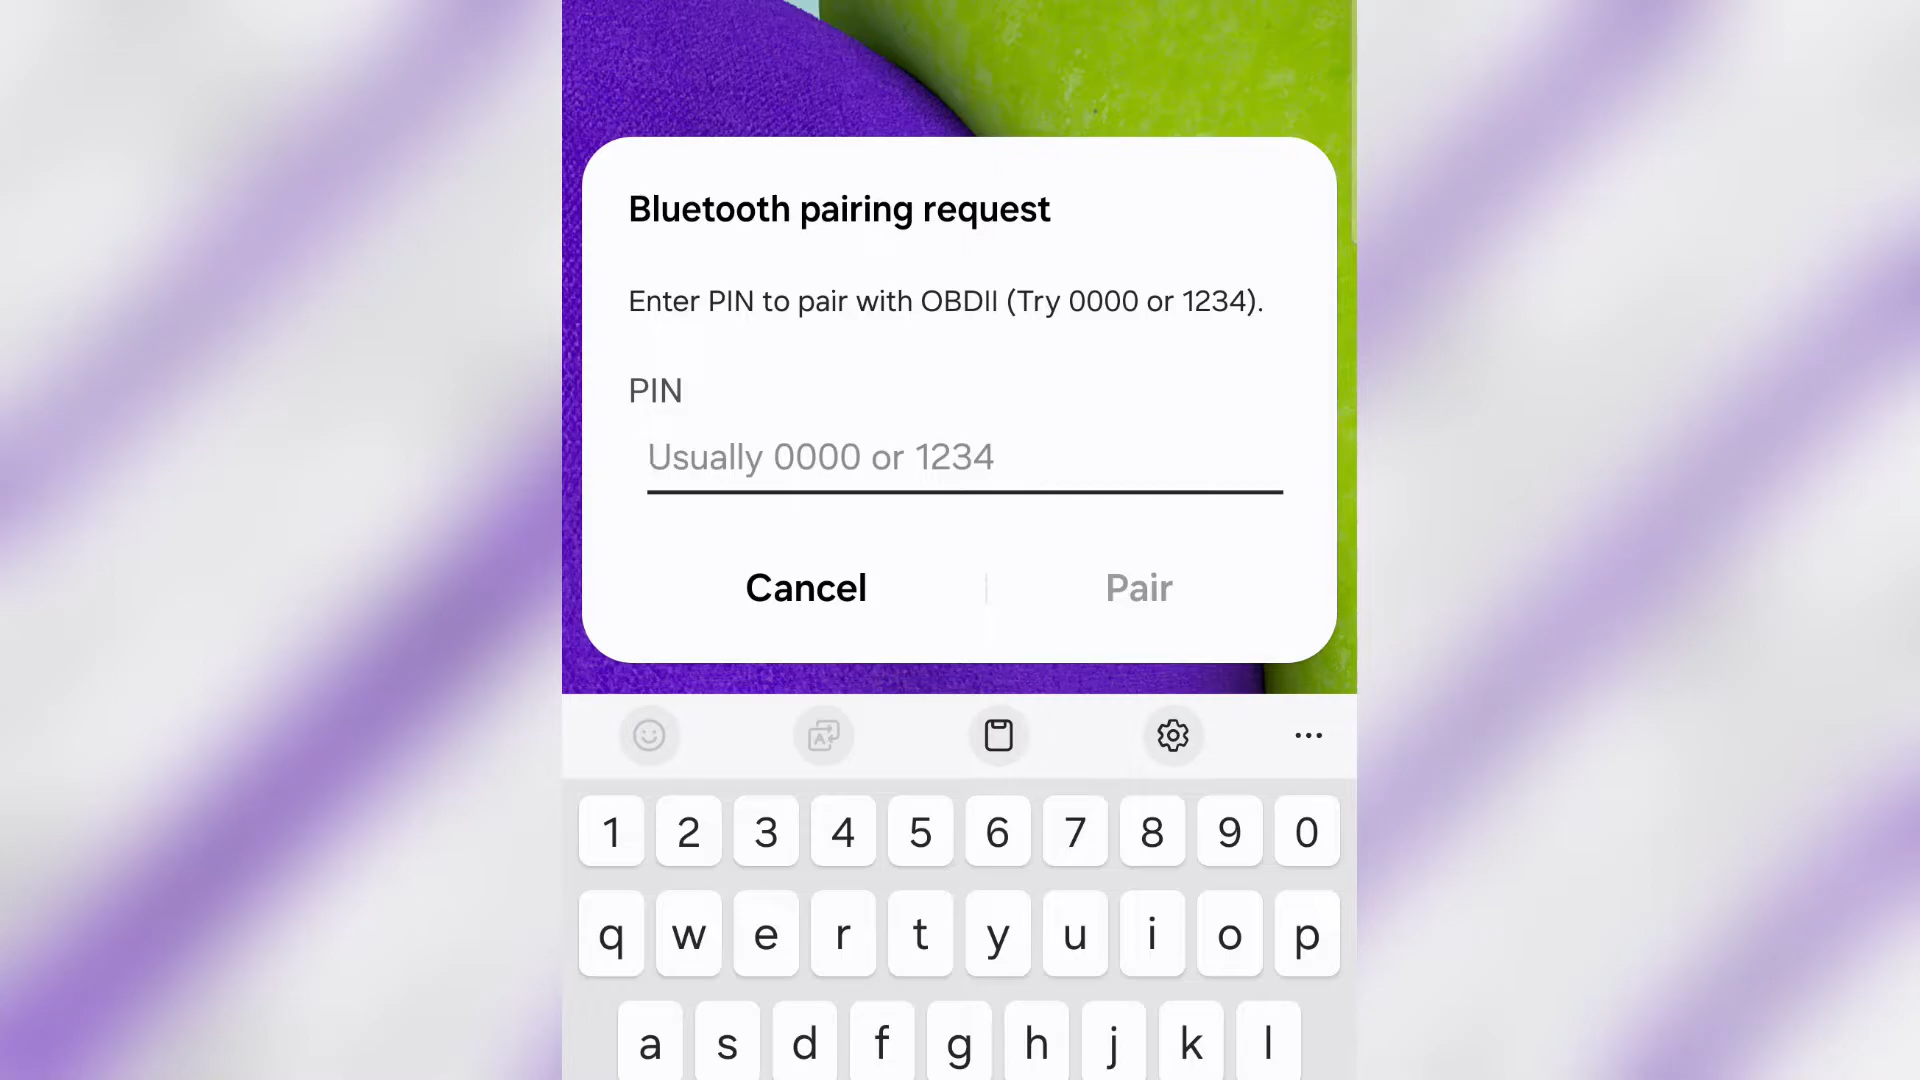 Bluetooth pairing request
Enter PIN to pair with OBDII (Try 0000 or 1234).
PIN
Usually 0000 or 1234
Cancel Pair
1 2 3 4 5 6 7 8 9 0
q w e r t y u i o p
a s d f g h j k l